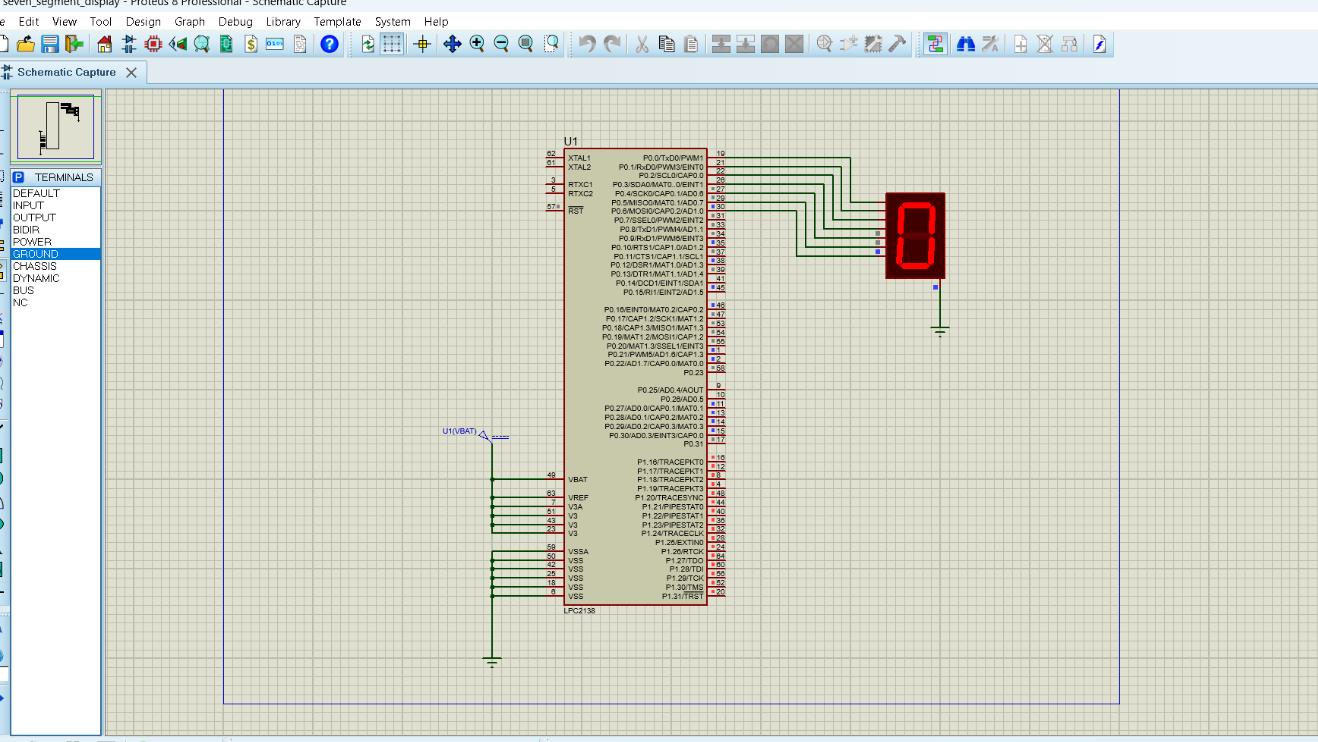 seven_segment_display - Proteus 8 Professional - Schematic Capture
e Edit View Tool Design Graph Debug Library Template System Help
Schematic Capture
P TERMINALS
DEFAULT
INPUT
OUTPUT
BIDIR
POWER
GROUND
CHASSIS
DYNAMIC
BUS
NC
U1
62 XTAL1
61 XTAL2
3 RTXC1
5 RTXC2
57 RST
U1(VBAT)
49 VBAT
63 VREF
7 V3A
51 V3
43 V3
23 V3
59 VSSA
50 VSS
42 VSS
25 VSS
18 VSS
6 VSS
P0.0/TxD0/PWM1 19
P0.1/RxD0/PWM3/EINT0 21
P0.2/SCL0/CAP0.0 22
P0.3/SDA0/MAT0..0/EINT1 26
P0.4/SCK0/CAP0.1/AD0.6 27
P0.5/MISO0/MAT0.1/AD0.7 29
P0.6/MOSI0/CAP0.2/AD1.0 30
P0.7/SSEL0/PWM2/EINT2 31
P0.8/TxD1/PWM4/AD1.1 33
P0.9/RxD1/PWM6/EINT3 34
P0.10/RTS1/CAP1.0/AD1.2 35
P0.11/CTS1/CAP1.1/SCL1 37
P0.12/DSR1/MAT1.0/AD1.3 38
P0.13/DTR1/MAT1.1/AD1.4 39
P0.14/DCD1/EINT1/SDA1 41
P0.15/RI1/EINT2/AD1.5 45
P0.16/EINT0/MAT0.2/CAP0.2 46
P0.17/CAP1.2/SCK1/MAT1.2 47
P0.18/CAP1.3/MISO1/MAT1.3 53
P0.19/MAT1.2/MOSI1/CAP1.2 54
P0.20/MAT1.3/SSEL1/EINT3 55
P0.21/PWM5/AD1.6/CAP1.3 1
P0.22/AD1.7/CAP0.0/MAT0.0 2
P0.23 58
P0.25/AD0.4/AOUT 9
P0.26/AD0.5 10
P0.27/AD0.0/CAP0.1/MAT0.1 11
P0.28/AD0.1/CAP0.2/MAT0.2 13
P0.29/AD0.2/CAP0.3/MAT0.3 14
P0.30/AD0.3/EINT3/CAP0.0 15
P0.31 17
P1.16/TRACEPKT0 16
P1.17/TRACEPKT1 12
P1.18/TRACEPKT2 8
P1.19/TRACEPKT3 4
P1.20/TRACESYNC 48
P1.21/PIPESTAT0 44
P1.22/PIPESTAT1 40
P1.23/PIPESTAT2 36
P1.24/TRACECLK 32
P1.25/EXTIN0 28
P1.26/RTCK 24
P1.27/TDO 64
P1.28/TDI 60
P1.29/TCK 56
P1.30/TMS 52
P1.31/TRST 20
LPC2138
0